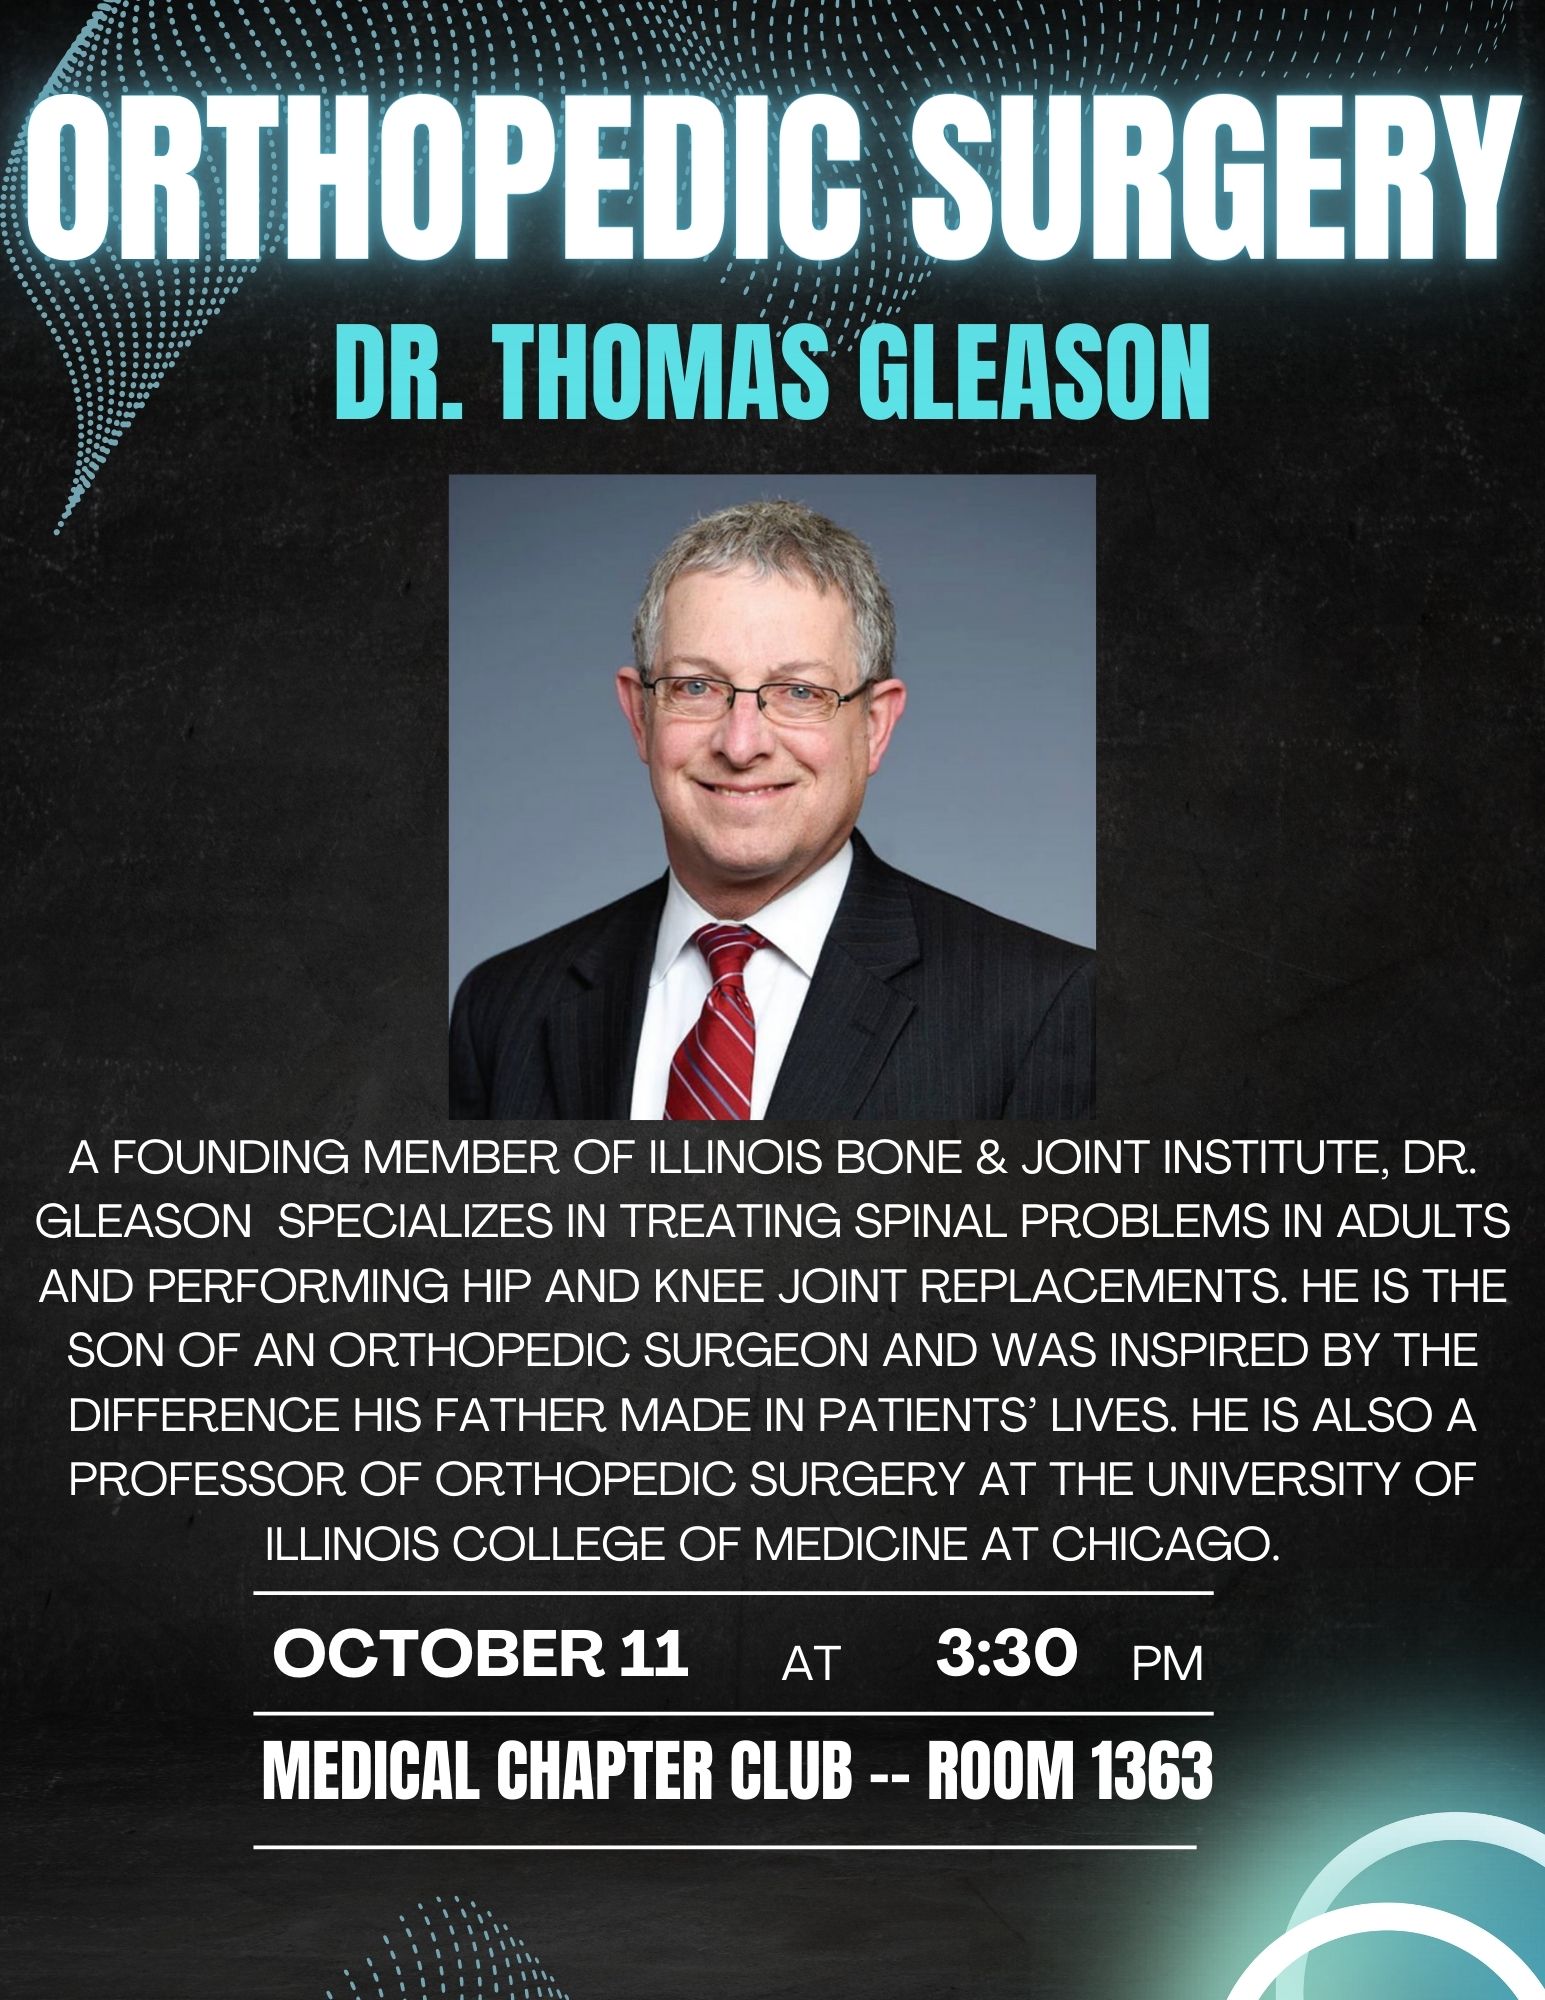 ORTHOPEDIC SURGERY
DR. THOMAS GLEASON
A FOUNDING MEMBER OF ILLINOIS BONE & JOINT INSTITUTE, DR.
GLEASON  SPECIALIZES IN TREATING SPINAL PROBLEMS IN ADULTS
AND PERFORMING HIP AND KNEE JOINT REPLACEMENTS. HE IS THE
SON OF AN ORTHOPEDIC SURGEON AND WAS INSPIRED BY THE
DIFFERENCE HIS FATHER MADE IN PATIENTS’ LIVES. HE IS ALSO A
PROFESSOR OF ORTHOPEDIC SURGERY AT THE UNIVERSITY OF
ILLINOIS COLLEGE OF MEDICINE AT CHICAGO.
OCTOBER 11 AT 3:30 PM
MEDICAL CHAPTER CLUB -- ROOM 1363